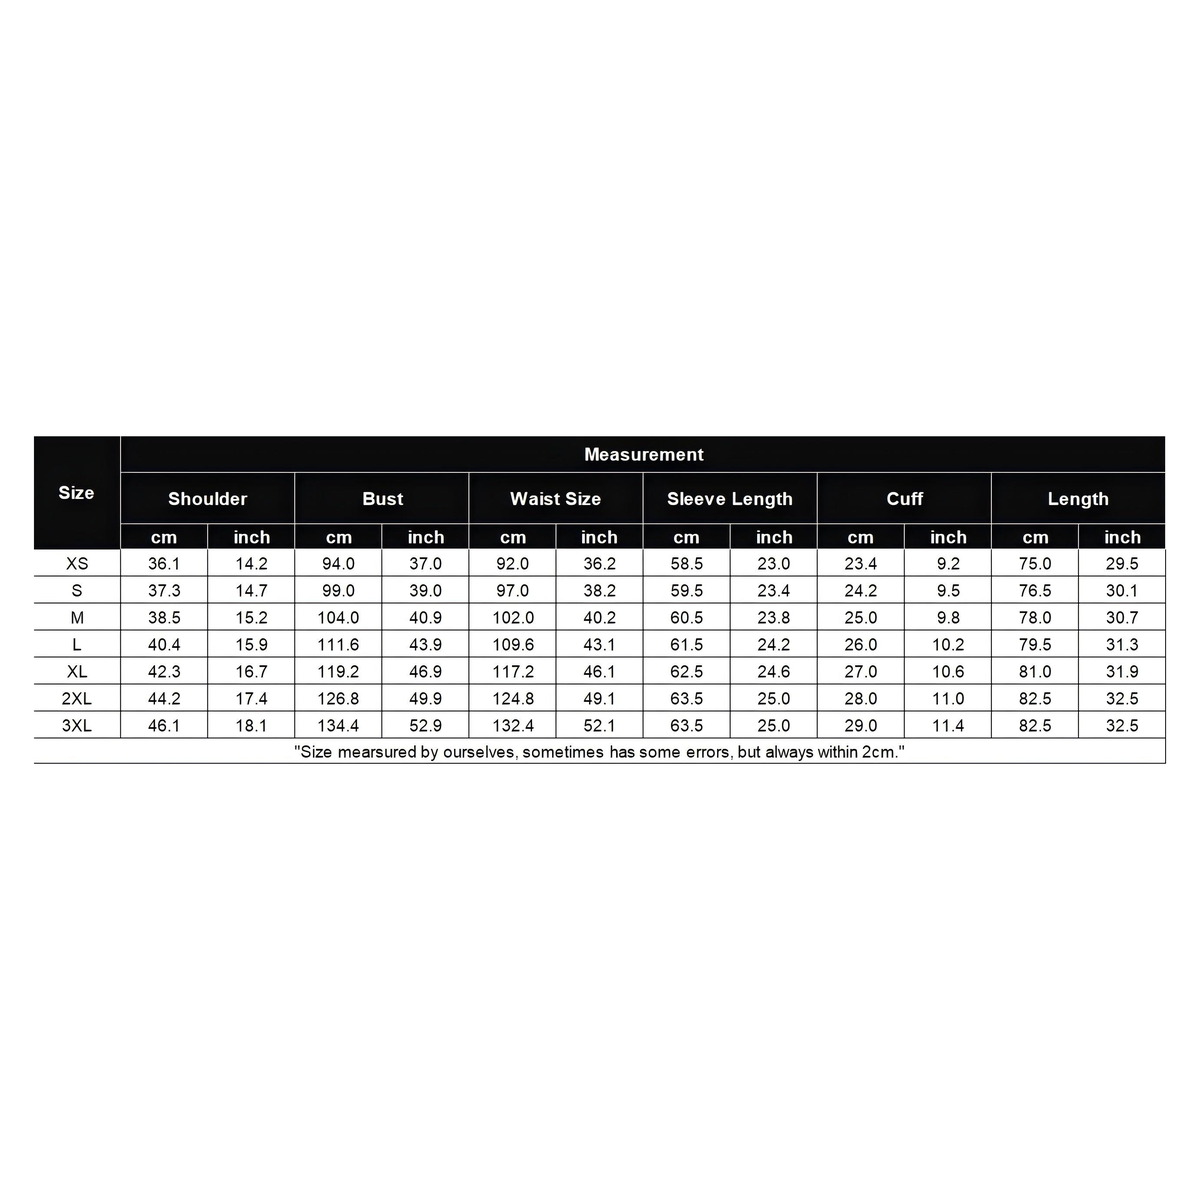 Measurement
Size Shoulder Bust Waist Size Sleeve Length Cuff Length
cm inch cm inch cm inch cm inch cm inch cm inch
XS 36.1 14.2 94.0 37.0 92.0 36.2 58.5 23.0 23.4 9.2 75.0 29.5
S 37.3 14.7 99.0 39.0 97.0 38.2 59.5 23.4 24.2 9.5 76.5 30.1
M 38.5 15.2 104.0 40.9 102.0 40.2 60.5 23.8 25.0 9.8 78.0 30.7
L 40.4 15.9 111.6 43.9 109.6 43.1 61.5 24.2 26.0 10.2 79.5 31.3
XL 42.3 16.7 119.2 46.9 117.2 46.1 62.5 24.6 27.0 10.6 81.0 31.9
2XL 44.2 17.4 126.8 49.9 124.8 49.1 63.5 25.0 28.0 11.0 82.5 32.5
3XL 46.1 18.1 134.4 52.9 132.4 52.1 63.5 25.0 29.0 11.4 82.5 32.5
"Size mearsured by ourselves, sometimes has some errors, but always within 2cm."